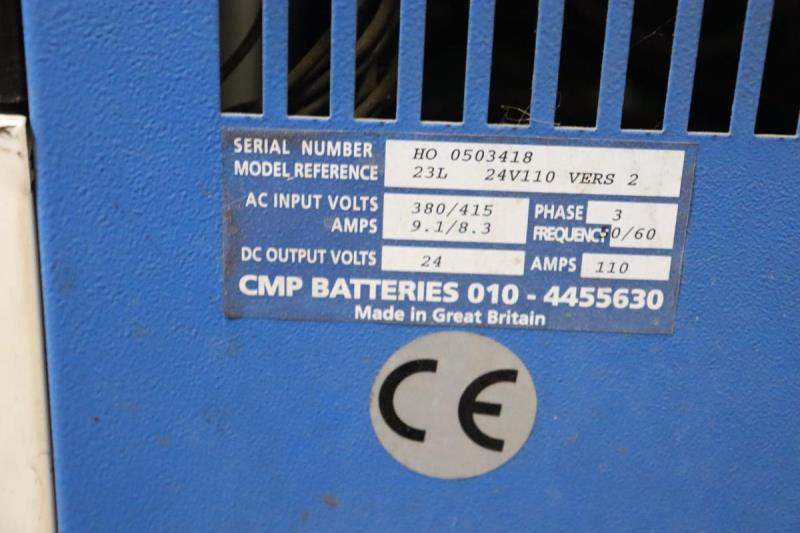 SERIAL NUMBER HO 0503418
MODEL REFERENCE 23L 24V110 VERS 2
AC INPUT VOLTS 380/415 PHASE 3
AMPS 9.1/8.3 FREQUENCY 50/60
DC OUTPUT VOLTS 24 AMPS 110
CMP BATTERIES 010 - 4455630
Made in Great Britain
CE